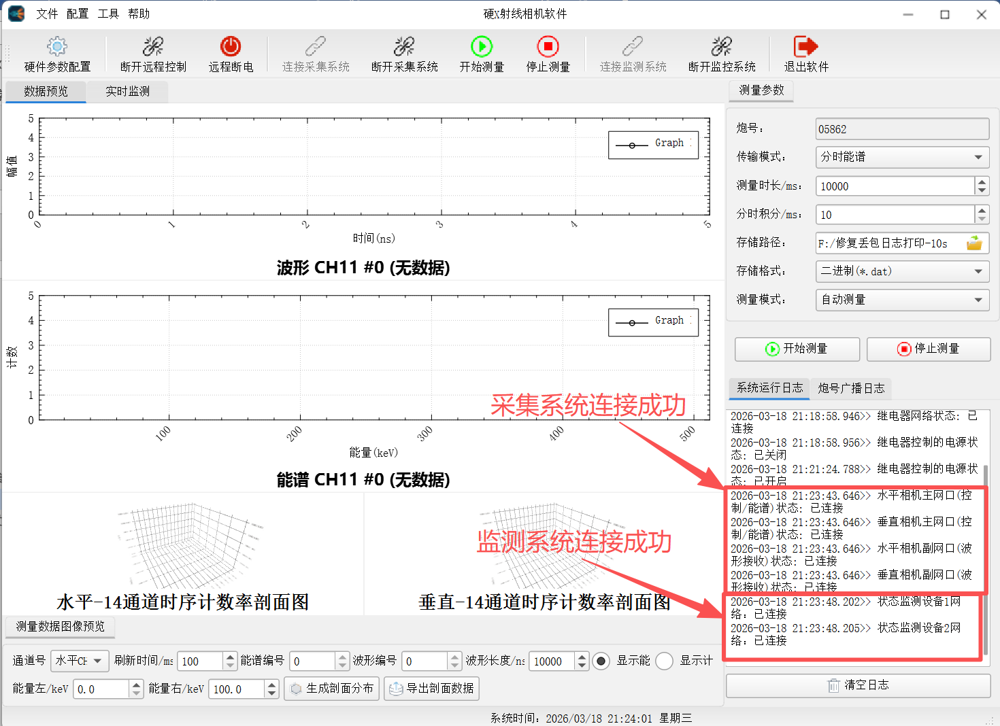 文件 配置 工具 帮助
硬X射线相机软件
硬件参数配置
断开远程控制
远程断电
连接采集系统
断开采集系统
开始测量
停止测量
连接监测系统
断开监控系统
退出软件
数据预览
实时监测
5
4
3
2
1
0
幅值
Graph
0
1
2
3
4
5
时间(ns)
波形 CH11 #0 (无数据)
5
4
3
2
1
0
计数
Graph
100
200
300
400
500
能量(keV)
能谱 CH11 #0 (无数据)
采集系统连接成功
监测系统连接成功
水平-14通道时序计数率剖面图
垂直-14通道时序计数率剖面图
测量数据图像预览
通道号 水平CH 刷新时间/ms 100 能谱编号 0 波形编号 0 波形长度/ns 10000 显示能 显示计
能量左/keV 0.0 能量右/keV 100.0 生成剖面分布 导出剖面数据
测量参数
炮号: 05862
传输模式: 分时能谱
测量时长/ms: 10000
分时积分/ms: 10
存储路径: F:/修复丢包日志打印-10s
存储格式: 二进制(*.dat)
测量模式: 自动测量
开始测量 停止测量
系统运行日志 炮号广播日志
2026-03-18 21:18:58.946>> 继电器网络状态: 已
连接
2026-03-18 21:18:58.956>> 继电器控制的电源状
态: 已关闭
2026-03-18 21:21:24.788>> 继电器控制的电源状
态: 已开启
2026-03-18 21:23:43.646>> 水平相机主网口(控
制/能谱)状态: 已连接
2026-03-18 21:23:43.646>> 垂直相机主网口(控
制/能谱)状态: 已连接
2026-03-18 21:23:43.646>> 水平相机副网口(波
形接收)状态: 已连接
2026-03-18 21:23:43.646>> 垂直相机副网口(波
形接收)状态: 已连接
2026-03-18 21:23:48.202>> 状态监测设备1网
络: 已连接
2026-03-18 21:23:48.205>> 状态监测设备2网
络: 已连接
清空日志
系统时间: 2026/03/18 21:24:01 星期三